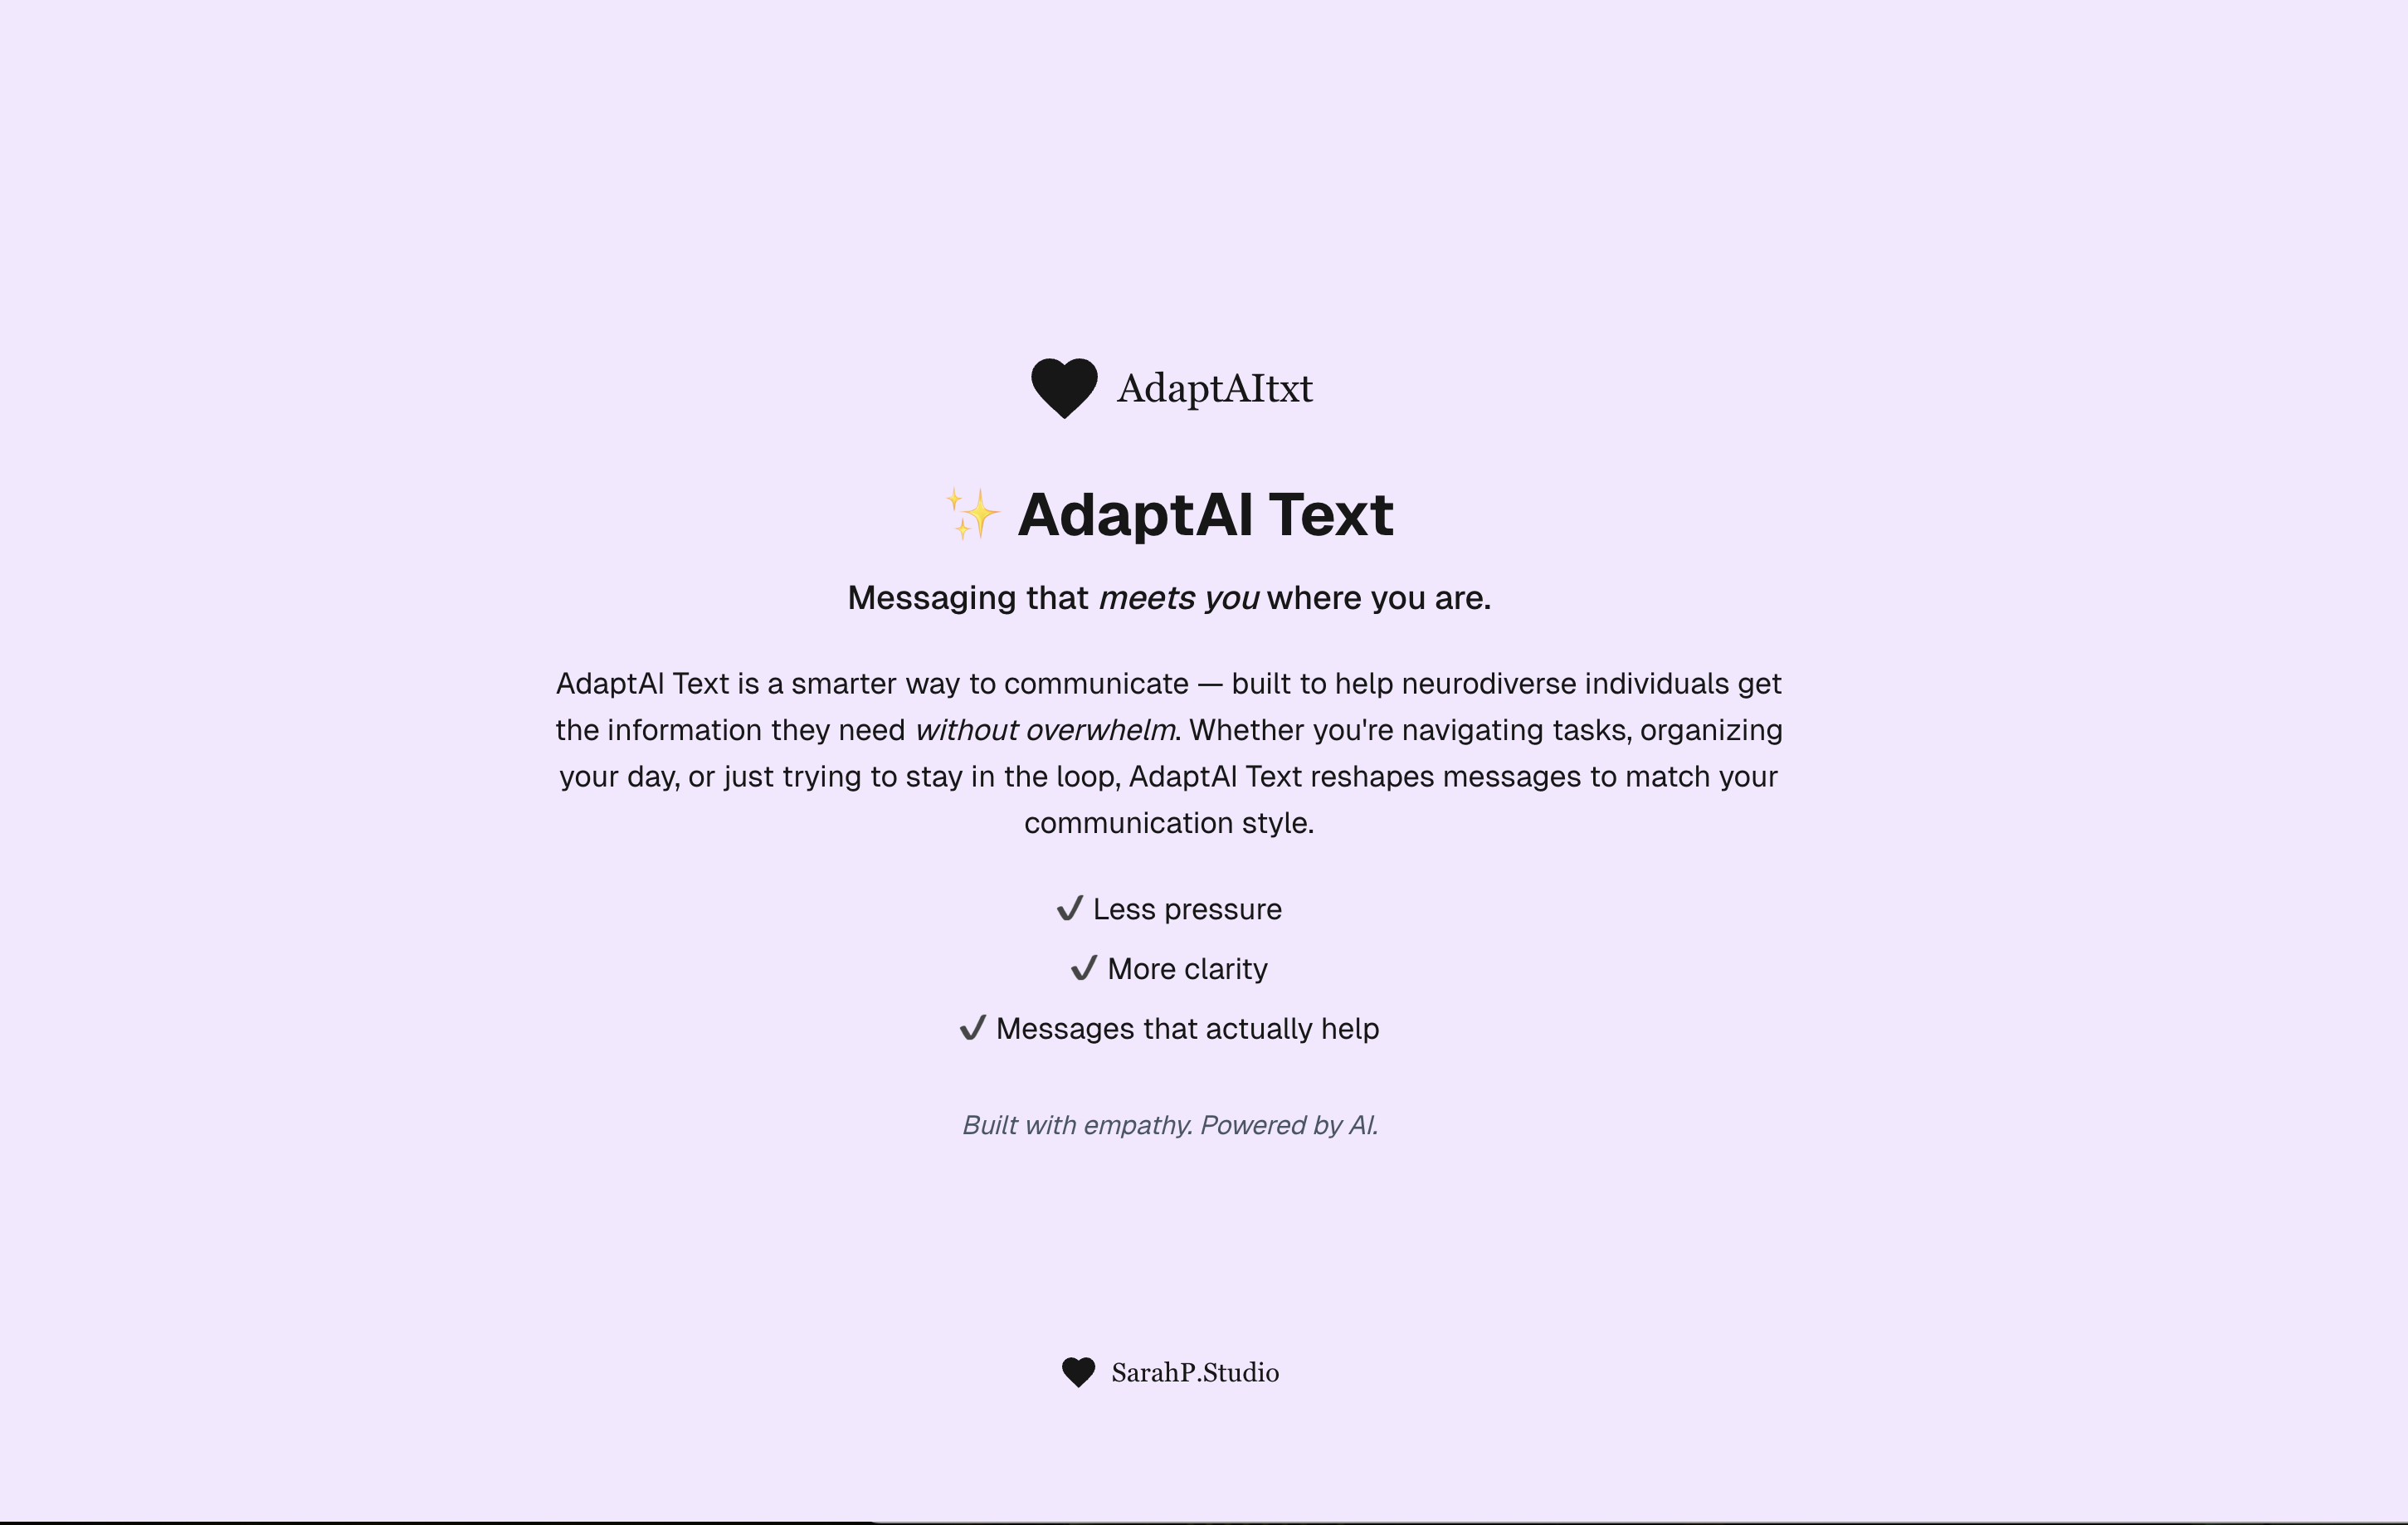 AdaptAItxt
✨ AdaptAI Text
Messaging that meets you where you are.
AdaptAI Text is a smarter way to communicate — built to help neurodiverse individuals get
the information they need without overwhelm. Whether you're navigating tasks, organizing
your day, or just trying to stay in the loop, AdaptAI Text reshapes messages to match your
communication style.
✔ Less pressure
✔ More clarity
✔ Messages that actually help
Built with empathy. Powered by AI.
SarahP.Studio